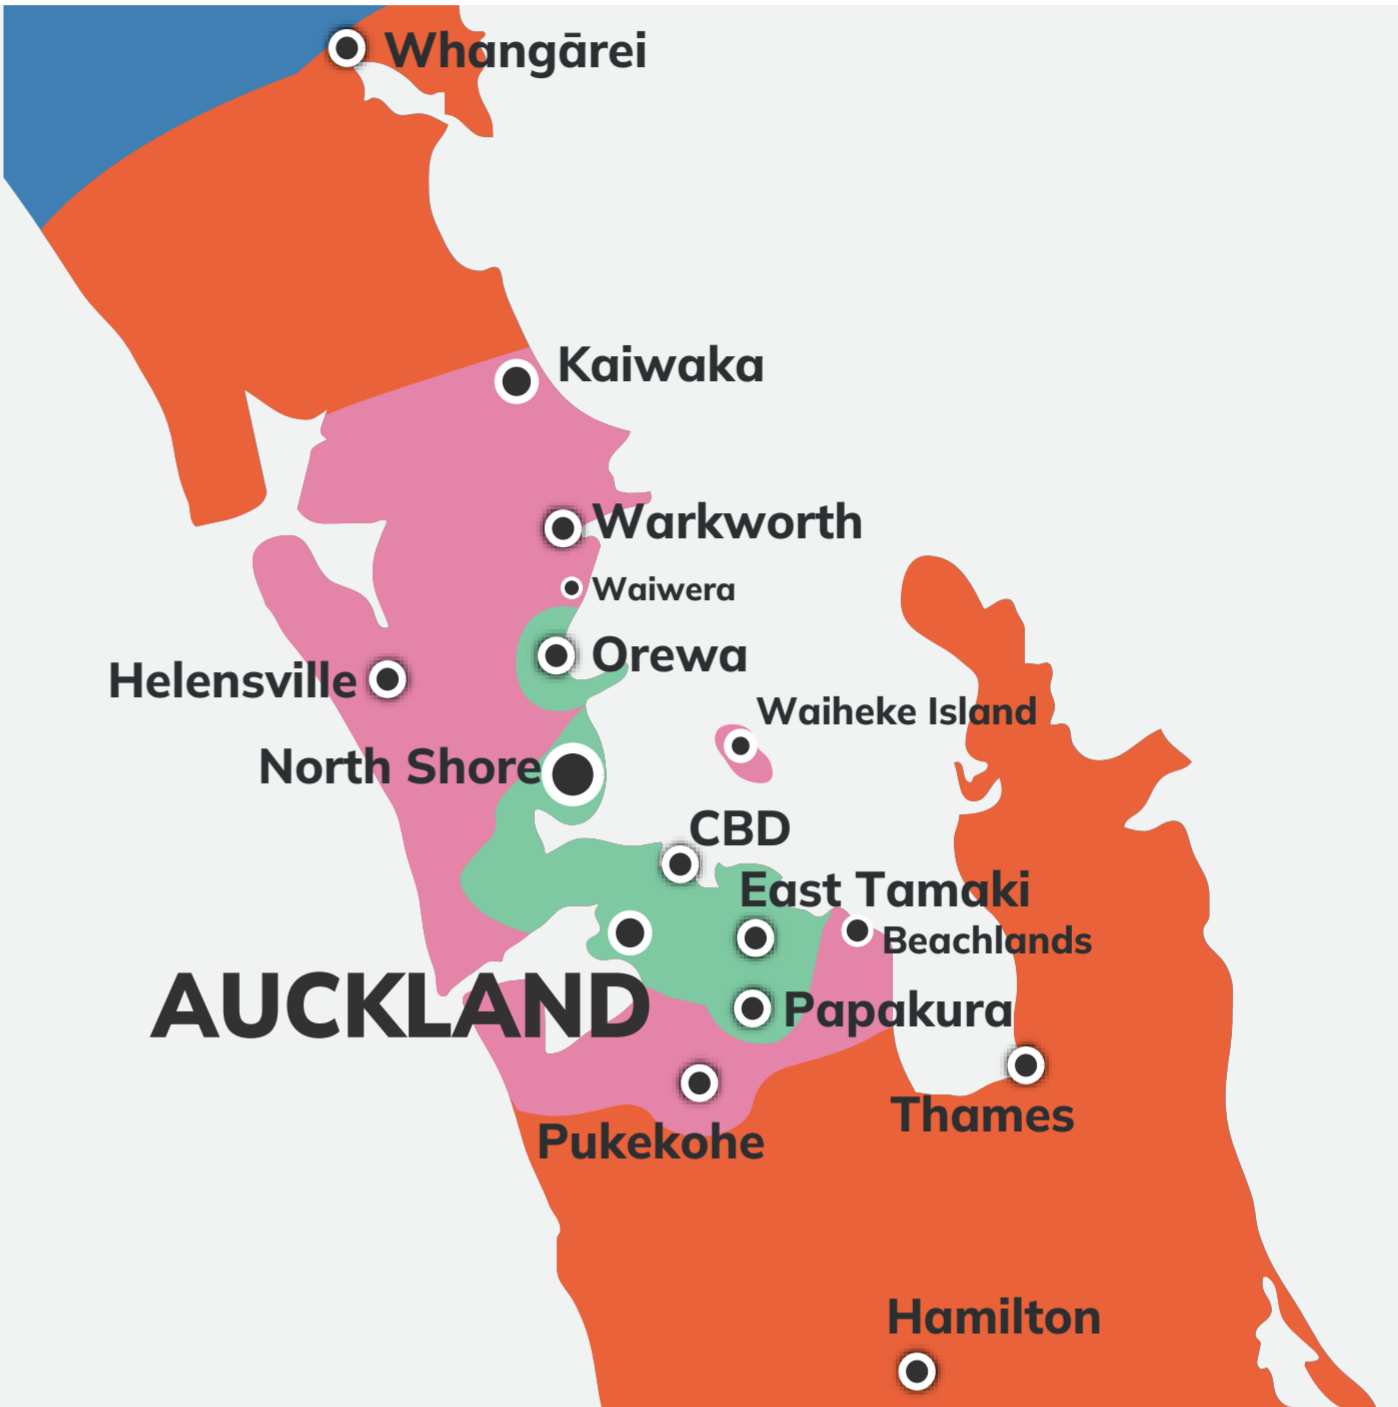 Whangārei
Kaiwaka
Warkworth
Waiwera
Orewa
Helensville
Waiheke Island
North Shore
CBD
East Tamaki
Beachlands
AUCKLAND
Papakura
Thames
Pukekohe
Hamilton